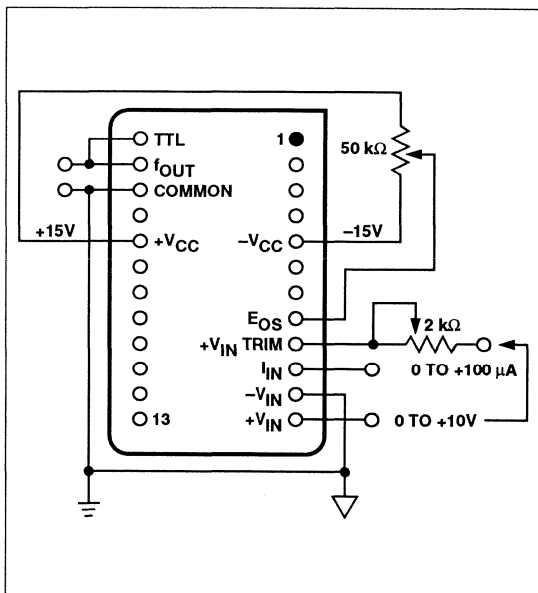 TTL
1
50 kΩ
fOUT
COMMON
+15V
+VCC
–VCC
–15V
EOS
+VIN TRIM
2 kΩ
IIN
0 TO +100 μA
–VIN
13
+VIN
0 TO +10V